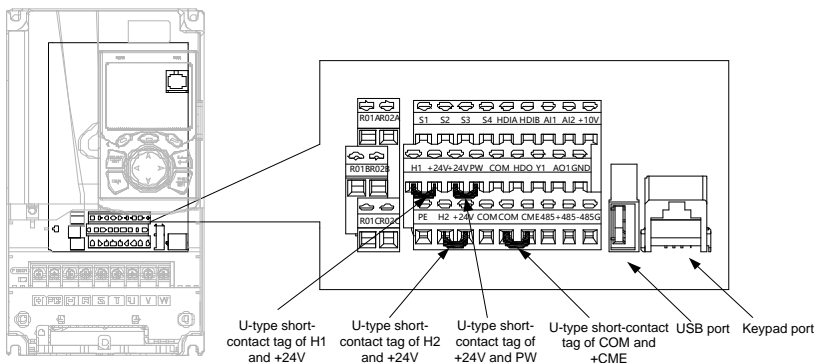 R01A R02A
S1 S2 S3 S4 HDIA HDIB AI1 AI2 +10V
R01B R02B
H1 +24V +24V PW COM HDO Y1 AO1 GND
R01C R02C
PE H2 +24V COM COM CME 485+ 485- 485G
(+) PB (-) R S T U V W
U-type short-
contact tag of H1
and +24V
U-type short-
contact tag of H2
and +24V
U-type short-
contact tag of
+24V and PW
U-type short-contact
tag of COM and
+CME
USB port
Keypad port